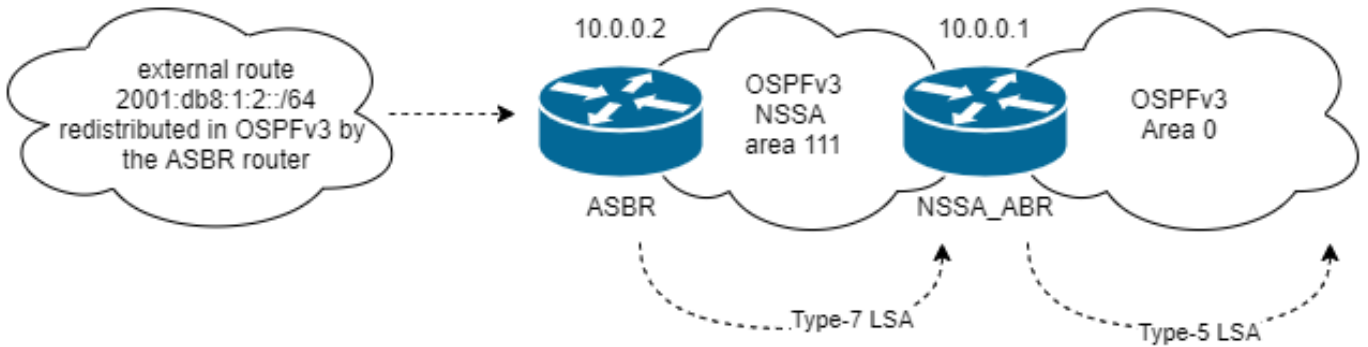 external route
2001:db8:1:2::/64
redistributed in OSPFv3 by
the ASBR router
10.0.0.2
ASBR
OSPFv3
NSSA
area 111
10.0.0.1
NSSA_ABR
OSPFv3
Area 0
Type-7 LSA
Type-5 LSA